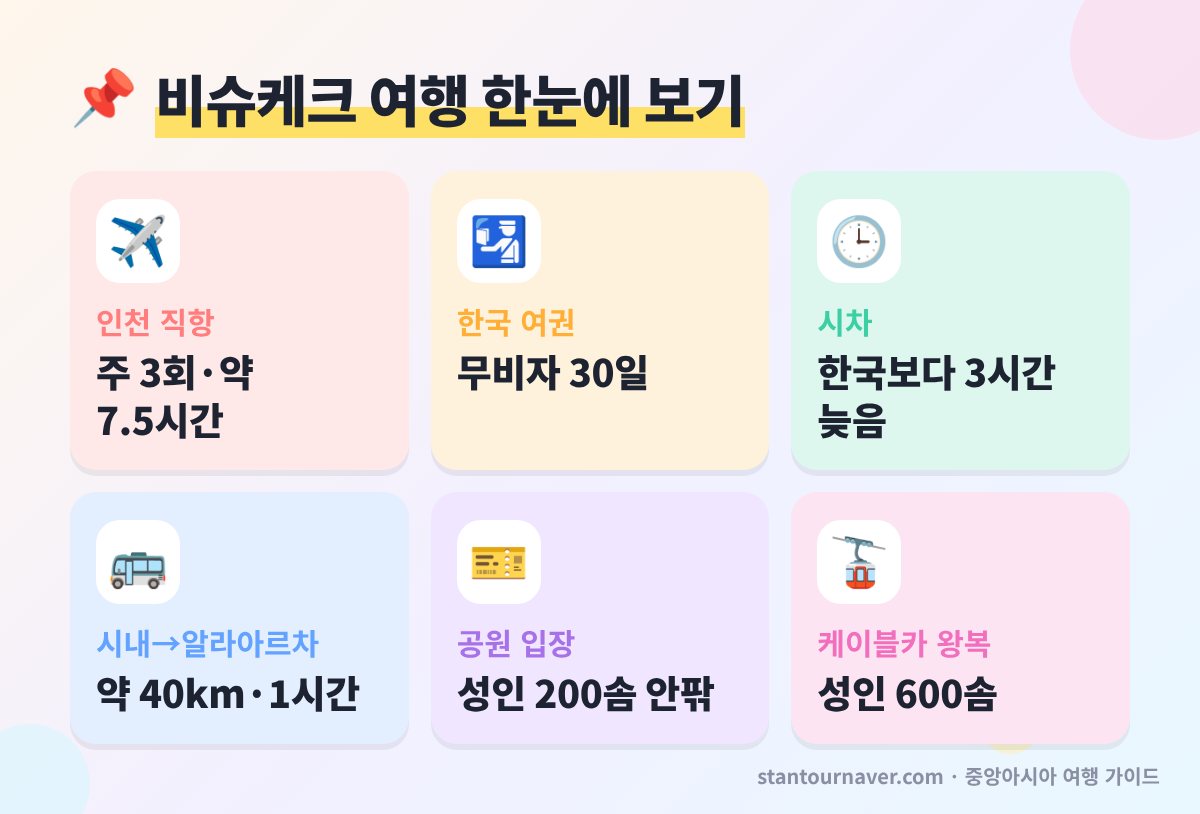 비슈케크 여행 한눈에 보기
인천 직항
주 3회·약
7.5시간
한국 여권
무비자 30일
시차
한국보다 3시간
늦음
시내→알라아르차
약 40km·1시간
공원 입장
성인 200솜 안팎
케이블카 왕복
성인 600솜
stantournaver.com · 중앙아시아 여행 가이드